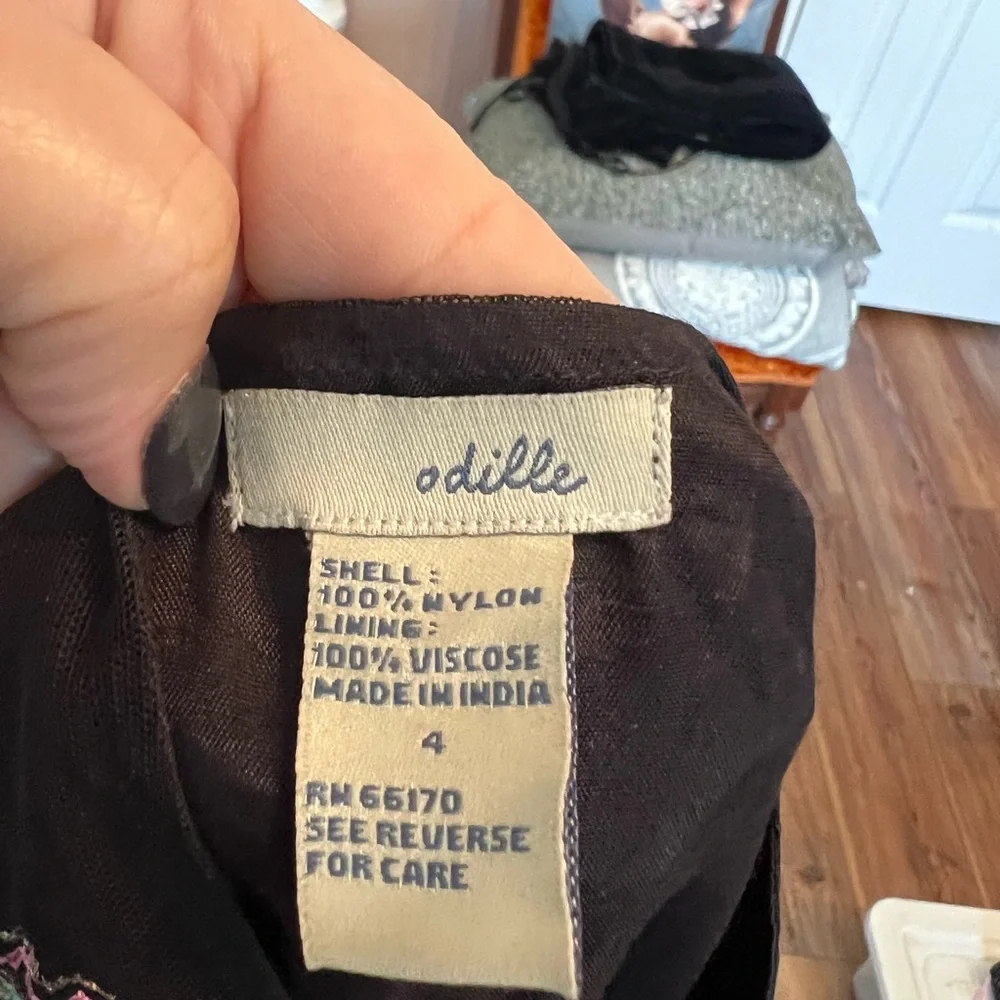 odille
SHELL:
100% NYLON
LINING:
100% VISCOSE
MADE IN INDIA
4
RN 66170
SEE REVERSE
FOR CARE